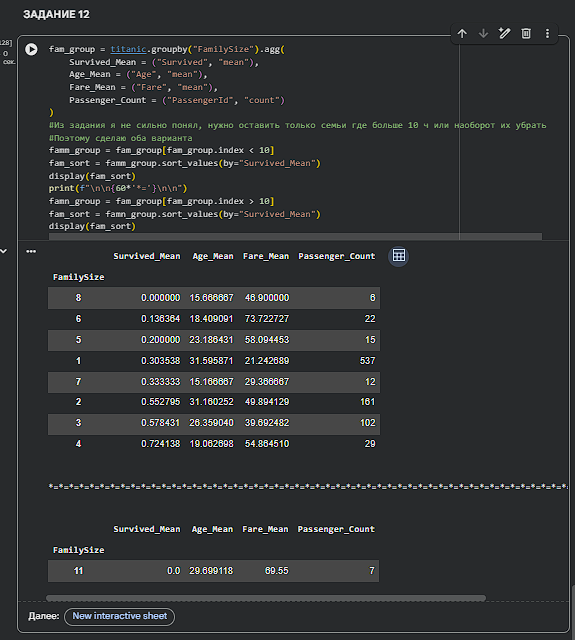 ЗАДАНИЕ 12
128]
0
сек.
fam_group = titanic.groupby("FamilySize").agg(
Survived_Mean = ("Survived", "mean"),
Age_Mean = ("Age", "mean"),
Fare_Mean = ("Fare", "mean"),
Passenger_Count = ("PassengerId", "count")
)
#Из задания я не сильно понял, нужно оставить только семьи где больше 10 ч или наоборот их убрать
#Поэтому сделаю оба варианта
famm_group = fam_group[fam_group.index < 10]
fam_sort = famm_group.sort_values(by="Survived_Mean")
display(fam_sort)
print(f"\n\n{60*'*='}\n\n")
famn_group = fam_group[fam_group.index > 10]
fam_sort = famn_group.sort_values(by="Survived_Mean")
display(fam_sort)
Survived_Mean Age_Mean Fare_Mean Passenger_Count
FamilySize
8 0.000000 15.666667 46.900000 6
6 0.136364 18.409091 73.722727 22
5 0.200000 23.186431 58.094453 15
1 0.303538 31.595871 21.242689 537
7 0.333333 15.166667 29.366667 12
2 0.552795 31.160252 49.894129 161
3 0.578431 26.359040 39.692482 102
4 0.724138 19.062698 54.864510 29
*=*=*=*=*=*=*=*=*=*=*=*=*=*=*=*=*=*=*=*=*=*=*=*=*=*=*=*=*=*=*=*=*=*=*=*=*=*=*=*=*=*=*=*=*=*=*=*=*=
Survived_Mean Age_Mean Fare_Mean Passenger_Count
FamilySize
11 0.0 29.699118 69.55 7
Далее: New interactive sheet